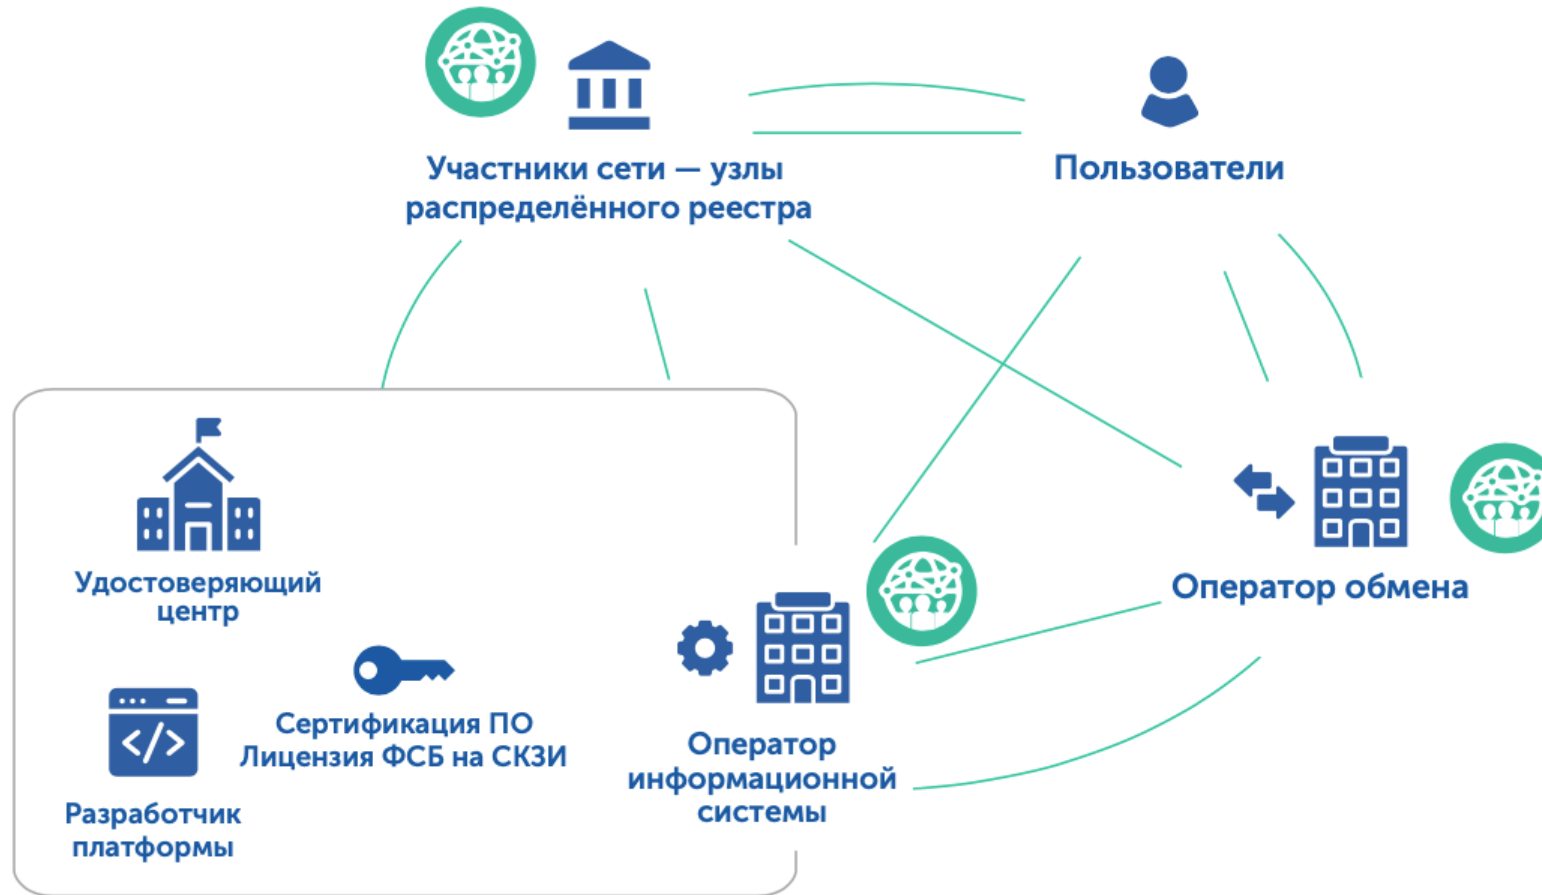 Участники сети — узлы
распределённого реестра
Пользователи
Удостоверяющий
центр
Оператор обмена
Сертификация ПО
Лицензия ФСБ на СКЗИ
Оператор
информационной
системы
Разработчик
платформы